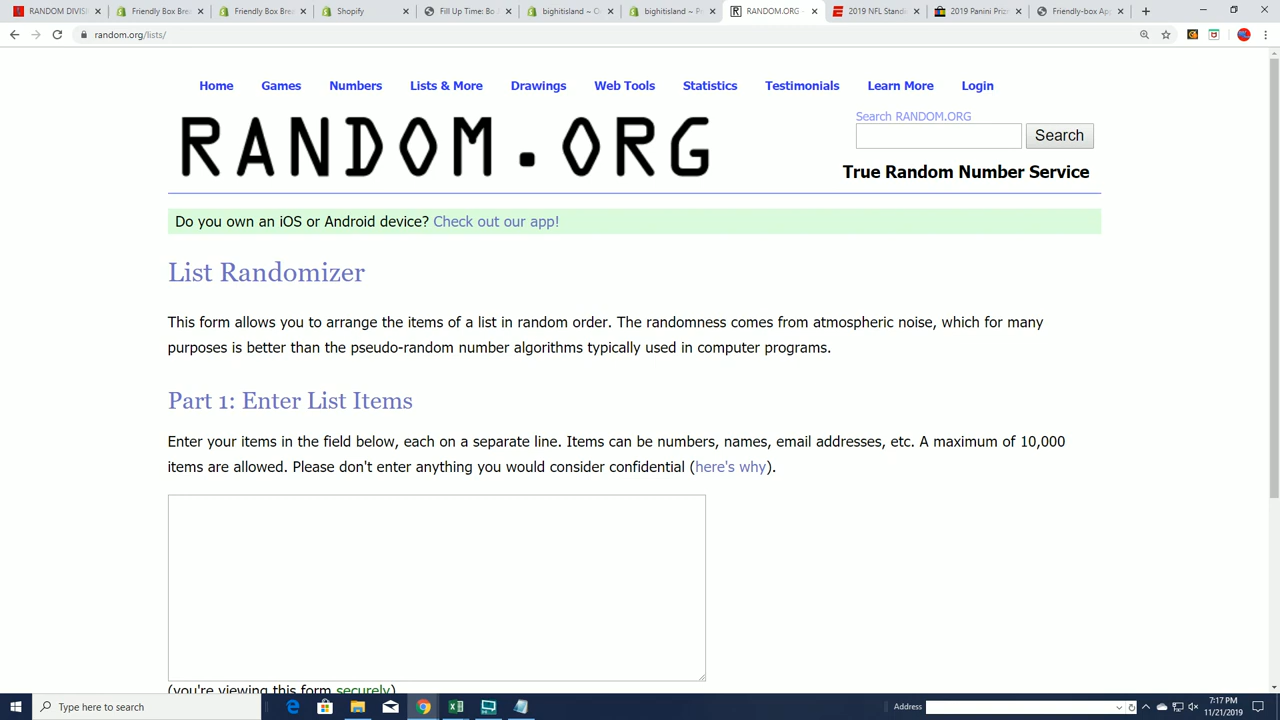 RANDOM DIVIS
Friendly Box Brea
Friendly Box Brea
Shopify
Fill Up Time: Bo
bighitisland ~ O
bighitisland ~ P
RANDOM.ORG -
2019 NFL Stand
2019 Panini Priz
Friendly-box Ap
random.org/lists/
Home Games Numbers Lists & More Drawings Web Tools Statistics Testimonials Learn More Login
RANDOM.ORG
Search RANDOM.ORG
Search
True Random Number Service
Do you own an iOS or Android device? Check out our app!
List Randomizer
This form allows you to arrange the items of a list in random order. The randomness comes from atmospheric noise, which for many
purposes is better than the pseudo-random number algorithms typically used in computer programs.
Part 1: Enter List Items
Enter your items in the field below, each on a separate line. Items can be numbers, names, email addresses, etc. A maximum of 10,000
items are allowed. Please don't enter anything you would consider confidential (here's why).
(you're viewing this form securely)
Type here to search
Address
7:17 PM
11/21/2019